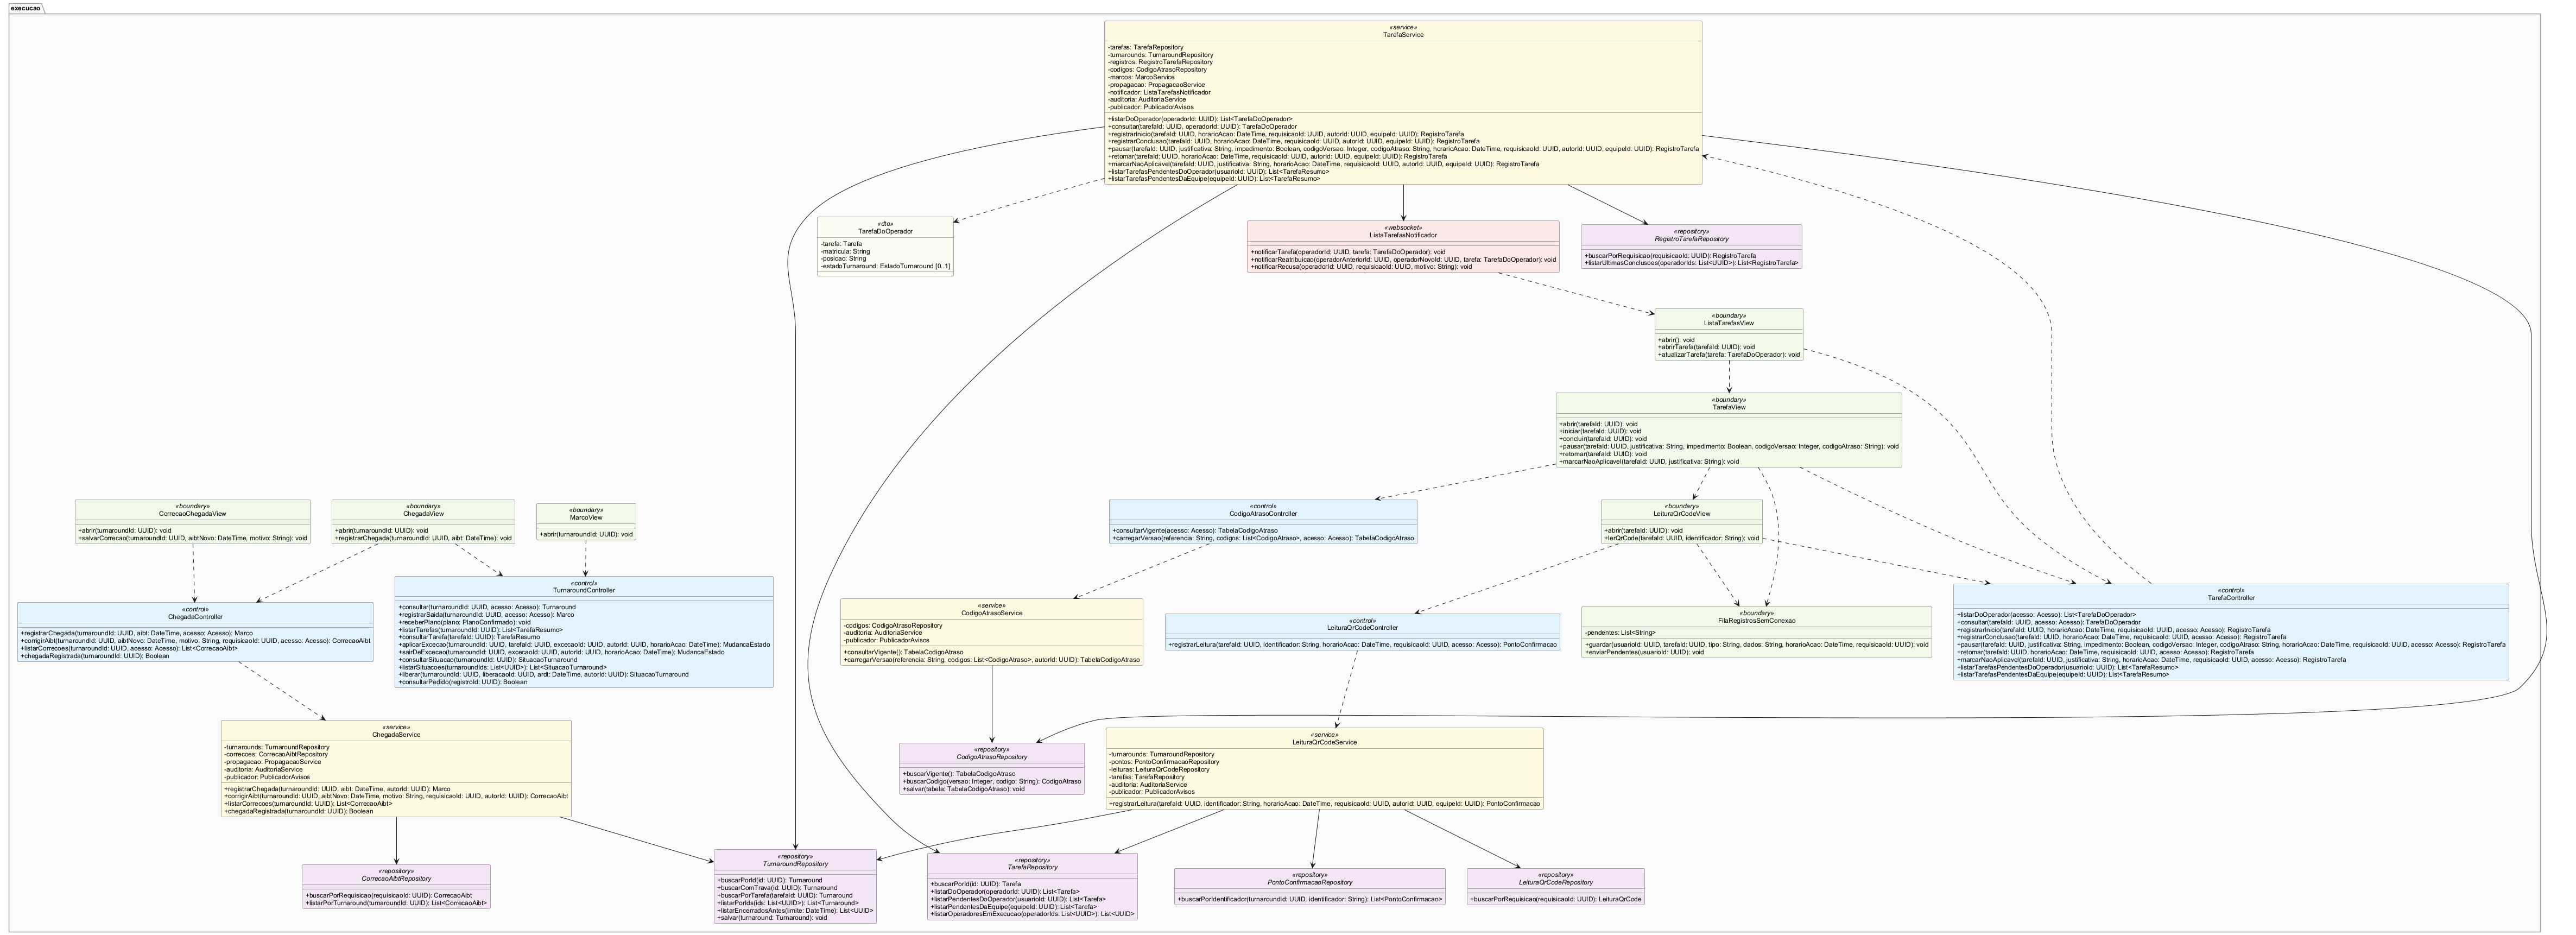 execucao
«service»
TarefaService
-tarefas: TarefaRepository
-turnarounds: TurnaroundRepository
-registros: RegistroTarefaRepository
-codigos: CodigoAtrasoRepository
-marcos: MarcoService
-propagacao: PropagacaoService
-notificador: ListaTarefasNotificador
-auditoria: AuditoriaService
-publicador: PublicadorAvisos
+listarDoOperador(operadorId: UUID): List<TarefaDoOperador>
+consultar(tarefaId: UUID, operadorId: UUID): TarefaDoOperador
+registrarInicio(tarefaId: UUID, horarioAcao: DateTime, requisicaoId: UUID, autorId: UUID, equipeId: UUID): RegistroTarefa
+registrarConclusao(tarefaId: UUID, horarioAcao: DateTime, requisicaoId: UUID, autorId: UUID, equipeId: UUID): RegistroTarefa
+pausar(tarefaId: UUID, justificativa: String, impedimento: Boolean, codigoVersao: Integer, codigoAtraso: String, horarioAcao: DateTime, requisicaoId: UUID, autorId: UUID, equipeId: UUID): RegistroTarefa
+retomar(tarefaId: UUID, horarioAcao: DateTime, requisicaoId: UUID, autorId: UUID, equipeId: UUID): RegistroTarefa
+marcarNaoAplicavel(tarefaId: UUID, justificativa: String, horarioAcao: DateTime, requisicaoId: UUID, autorId: UUID, equipeId: UUID): RegistroTarefa
+listarTarefasPendentesDoOperador(usuarioId: UUID): List<TarefaResumo>
+listarTarefasPendentesDaEquipe(equipeId: UUID): List<TarefaResumo>
«dto»
TarefaDoOperador
-tarefa: Tarefa
-matricula: String
-posicao: String
-estadoTurnaround: EstadoTurnaround [0..1]
«websocket»
ListaTarefasNotificador
+notificarTarefa(operadorId: UUID, tarefa: TarefaDoOperador): void
+notificarReatribuicao(operadorAnteriorId: UUID, operadorNovoId: UUID, tarefa: TarefaDoOperador): void
+notificarRecusa(operadorId: UUID, requisicaoId: UUID, motivo: String): void
«repository»
RegistroTarefaRepository
+buscarPorRequisicao(requisicaoId: UUID): RegistroTarefa
+listarUltimasConclusoes(operadorIds: List<UUID>): List<RegistroTarefa>
«boundary»
ListaTarefasView
+abrir(): void
+abrirTarefa(tarefaId: UUID): void
+atualizarTarefa(tarefa: TarefaDoOperador): void
«boundary»
TarefaView
+abrir(tarefaId: UUID): void
+iniciar(tarefaId: UUID): void
+concluir(tarefaId: UUID): void
+pausar(tarefaId: UUID, justificativa: String, impedimento: Boolean, codigoVersao: Integer, codigoAtraso: String): void
+retomar(tarefaId: UUID): void
+marcarNaoAplicavel(tarefaId: UUID, justificativa: String): void
«boundary»
CorrecaoChegadaView
+abrir(turnaroundId: UUID): void
+salvarCorrecao(turnaroundId: UUID, aibtNovo: DateTime, motivo: String): void
«boundary»
ChegadaView
+abrir(turnaroundId: UUID): void
+registrarChegada(turnaroundId: UUID, aibt: DateTime): void
«boundary»
MarcoView
+abrir(turnaroundId: UUID): void
«control»
CodigoAtrasoController
+consultarVigente(acesso: Acesso): TabelaCodigoAtraso
+carregarVersao(referencia: String, codigos: List<CodigoAtraso>, acesso: Acesso): TabelaCodigoAtraso
«boundary»
LeituraQrCodeView
+abrir(tarefaId: UUID): void
+lerQrCode(tarefaId: UUID, identificador: String): void
«control»
ChegadaController
+registrarChegada(turnaroundId: UUID, aibt: DateTime, acesso: Acesso): Marco
+corrigirAibt(turnaroundId: UUID, aibtNovo: DateTime, motivo: String, requisicaoId: UUID, acesso: Acesso): CorrecaoAibt
+listarCorrecoes(turnaroundId: UUID, acesso: Acesso): List<CorrecaoAibt>
+chegadaRegistrada(turnaroundId: UUID): Boolean
«control»
TurnaroundController
+consultar(turnaroundId: UUID, acesso: Acesso): Turnaround
+registrarSaida(turnaroundId: UUID, acesso: Acesso): Marco
+receberPlano(plano: PlanoConfirmado): void
+listarTarefas(turnaroundId: UUID): List<TarefaResumo>
+consultarTarefa(tarefaId: UUID): TarefaResumo
+aplicarExcecao(turnaroundId: UUID, tarefaId: UUID, excecaoId: UUID, autorId: UUID, horarioAcao: DateTime): MudancaEstado
+sairDeExcecao(turnaroundId: UUID, excecaoId: UUID, autorId: UUID, horarioAcao: DateTime): MudancaEstado
+consultarSituacao(turnaroundId: UUID): SituacaoTurnaround
+listarSituacoes(turnaroundIds: List<UUID>): List<SituacaoTurnaround>
+liberar(turnaroundId: UUID, liberacaoId: UUID, ardt: DateTime, autorId: UUID): SituacaoTurnaround
+consultarPedido(registroId: UUID): Boolean
«service»
CodigoAtrasoService
-codigos: CodigoAtrasoRepository
-auditoria: AuditoriaService
-publicador: PublicadorAvisos
+consultarVigente(): TabelaCodigoAtraso
+carregarVersao(referencia: String, codigos: List<CodigoAtraso>, autorId: UUID): TabelaCodigoAtraso
«control»
LeituraQrCodeController
+registrarLeitura(tarefaId: UUID, identificador: String, horarioAcao: DateTime, requisicaoId: UUID, acesso: Acesso): PontoConfirmacao
«boundary»
FilaRegistrosSemConexao
-pendentes: List<String>
+guardar(usuarioId: UUID, tarefaId: UUID, tipo: String, dados: String, horarioAcao: DateTime, requisicaoId: UUID): void
+enviarPendentes(usuarioId: UUID): void
«control»
TarefaController
+listarDoOperador(acesso: Acesso): List<TarefaDoOperador>
+consultar(tarefaId: UUID, acesso: Acesso): TarefaDoOperador
+registrarInicio(tarefaId: UUID, horarioAcao: DateTime, requisicaoId: UUID, acesso: Acesso): RegistroTarefa
+registrarConclusao(tarefaId: UUID, horarioAcao: DateTime, requisicaoId: UUID, acesso: Acesso): RegistroTarefa
+pausar(tarefaId: UUID, justificativa: String, impedimento: Boolean, codigoVersao: Integer, codigoAtraso: String, horarioAcao: DateTime, requisicaoId: UUID, acesso: Acesso): RegistroTarefa
+retomar(tarefaId: UUID, horarioAcao: DateTime, requisicaoId: UUID, acesso: Acesso): RegistroTarefa
+marcarNaoAplicavel(tarefaId: UUID, justificativa: String, horarioAcao: DateTime, requisicaoId: UUID, acesso: Acesso): RegistroTarefa
+listarTarefasPendentesDoOperador(usuarioId: UUID): List<TarefaResumo>
+listarTarefasPendentesDaEquipe(equipeId: UUID): List<TarefaResumo>
«service»
ChegadaService
-turnarounds: TurnaroundRepository
-correcoes: CorrecaoAibtRepository
-propagacao: PropagacaoService
-auditoria: AuditoriaService
-publicador: PublicadorAvisos
+registrarChegada(turnaroundId: UUID, aibt: DateTime, autorId: UUID): Marco
+corrigirAibt(turnaroundId: UUID, aibtNovo: DateTime, motivo: String, requisicaoId: UUID, autorId: UUID): CorrecaoAibt
+listarCorrecoes(turnaroundId: UUID): List<CorrecaoAibt>
+chegadaRegistrada(turnaroundId: UUID): Boolean
«repository»
CodigoAtrasoRepository
+buscarVigente(): TabelaCodigoAtraso
+buscarCodigo(versao: Integer, codigo: String): CodigoAtraso
+salvar(tabela: TabelaCodigoAtraso): void
«service»
LeituraQrCodeService
-turnarounds: TurnaroundRepository
-pontos: PontoConfirmacaoRepository
-leituras: LeituraQrCodeRepository
-tarefas: TarefaRepository
-auditoria: AuditoriaService
-publicador: PublicadorAvisos
+registrarLeitura(tarefaId: UUID, identificador: String, horarioAcao: DateTime, requisicaoId: UUID, autorId: UUID, equipeId: UUID): PontoConfirmacao
«repository»
CorrecaoAibtRepository
+buscarPorRequisicao(requisicaoId: UUID): CorrecaoAibt
+listarPorTurnaround(turnaroundId: UUID): List<CorrecaoAibt>
«repository»
TurnaroundRepository
+buscarPorId(id: UUID): Turnaround
+buscarComTrava(id: UUID): Turnaround
+buscarPorTarefa(tarefaId: UUID): Turnaround
+listarPorIds(ids: List<UUID>): List<Turnaround>
+listarEncerradosAntes(limite: DateTime): List<UUID>
+salvar(turnaround: Turnaround): void
«repository»
TarefaRepository
+buscarPorId(id: UUID): Tarefa
+listarDoOperador(operadorId: UUID): List<Tarefa>
+listarPendentesDoOperador(usuarioId: UUID): List<Tarefa>
+listarPendentesDaEquipe(equipeId: UUID): List<Tarefa>
+listarOperadoresEmExecucao(operadorIds: List<UUID>): List<UUID>
«repository»
PontoConfirmacaoRepository
+buscarPorIdentificador(turnaroundId: UUID, identificador: String): List<PontoConfirmacao>
«repository»
LeituraQrCodeRepository
+buscarPorRequisicao(requisicaoId: UUID): LeituraQrCode